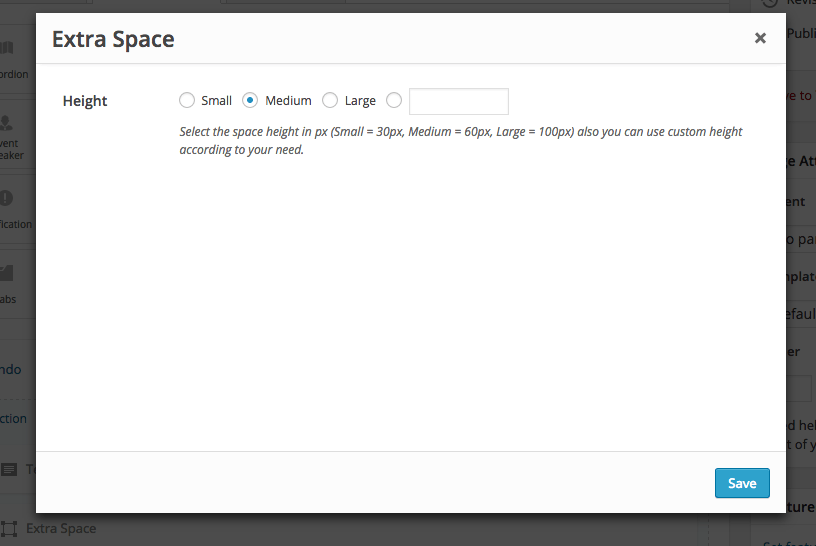 Extra Space
Height
Small
Medium
Large
Select the space height in px (Small = 30px, Medium = 60px, Large = 100px) also you can use custom height
according to your need.
Save
Extra Space